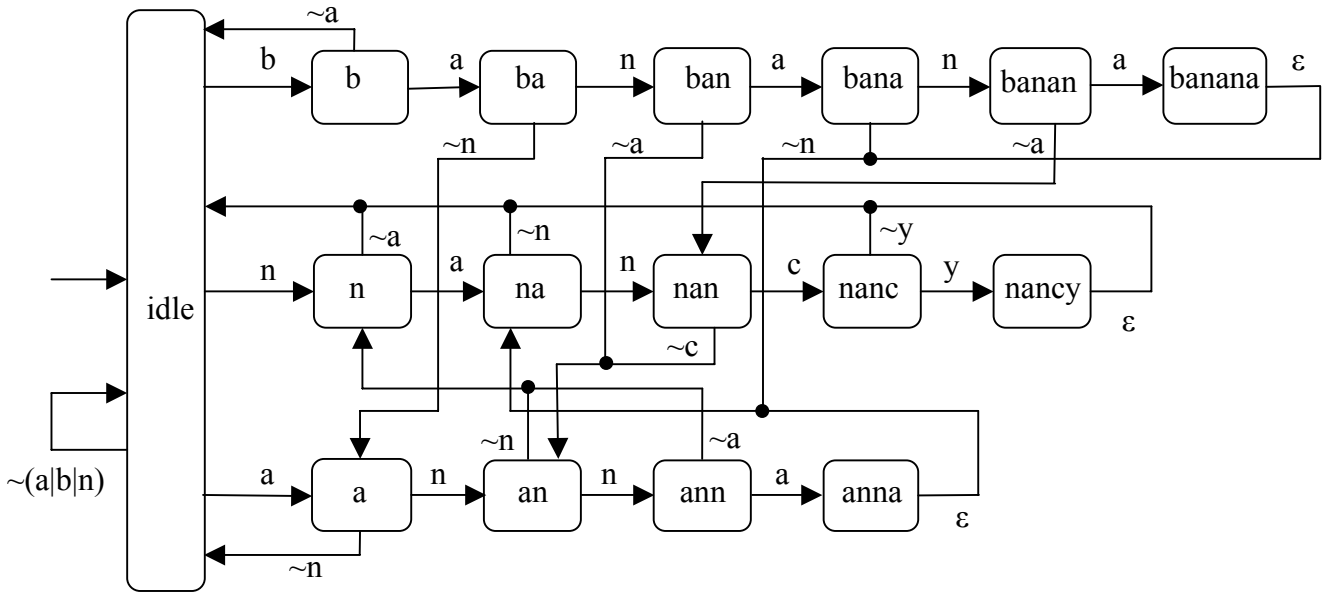 ~a
b b a ba n ban a bana n banan a banana ε
~n ~a ~n ~a
~a ~n ~y
n n a na n nan c nanc y nancy
idle
ε
~c
~n ~a
~(a|b|n)
a a n an n ann a anna
ε
~n